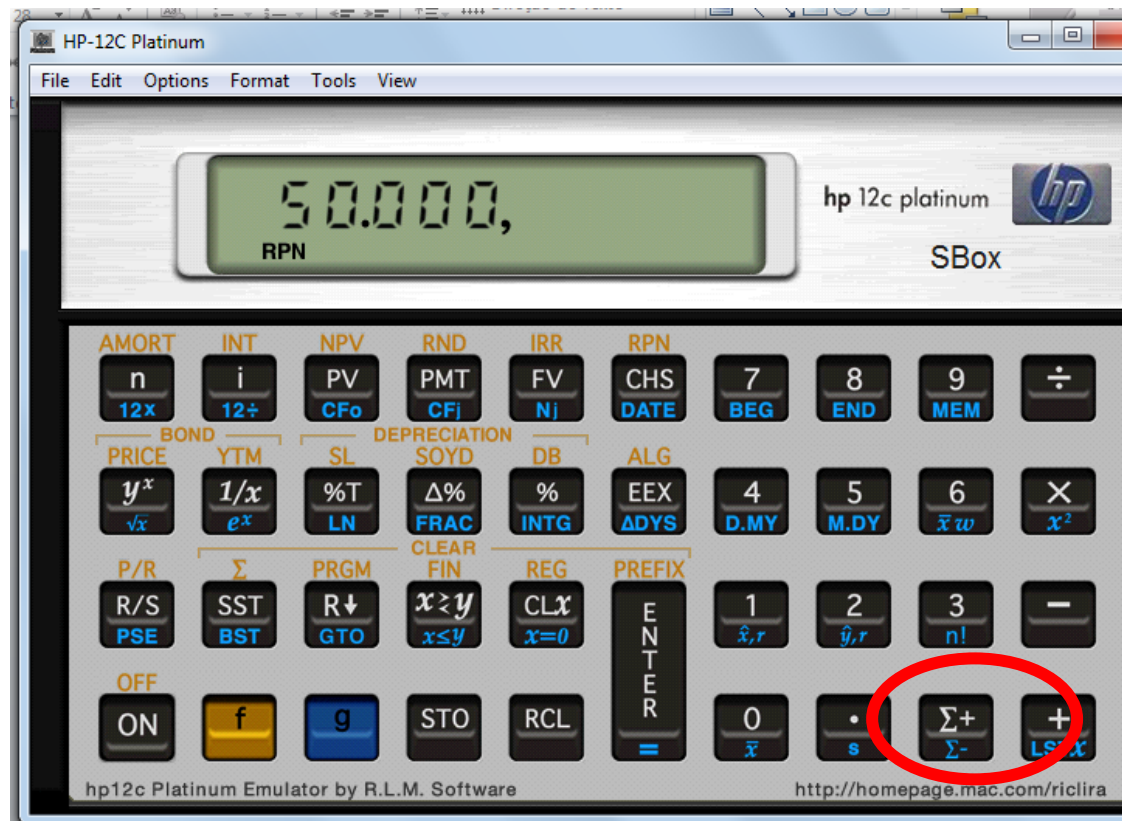 HP-12C Platinum
File Edit Options Format Tools View
50.000,
RPN
hp 12c platinum
hp
SBox
AMORT INT NPV RND IRR RPN
n i PV PMT FV CHS 7 8 9 ÷
12x 12÷ CFo CFj Nj DATE BEG END MEM
BOND DEPRECIATION
PRICE YTM SL SOYD DB ALG
yˣ 1/x %T Δ% % EEX 4 5 6 ×
√x eˣ LN FRAC INTG ΔDYS D.MY M.DY x̅w x²
CLEAR
P/R Σ PRGM FIN REG PREFIX
R/S SST R↓ x≷y CLx ENTER 1 2 3 −
PSE BST GTO x≤y x=0 x̂,r ŷ,r n!
OFF
ON f g STO RCL 0 • Σ+ +
= x̅ s Σ- LSTx
hp12c Platinum Emulator by R.L.M. Software http://homepage.mac.com/riclira